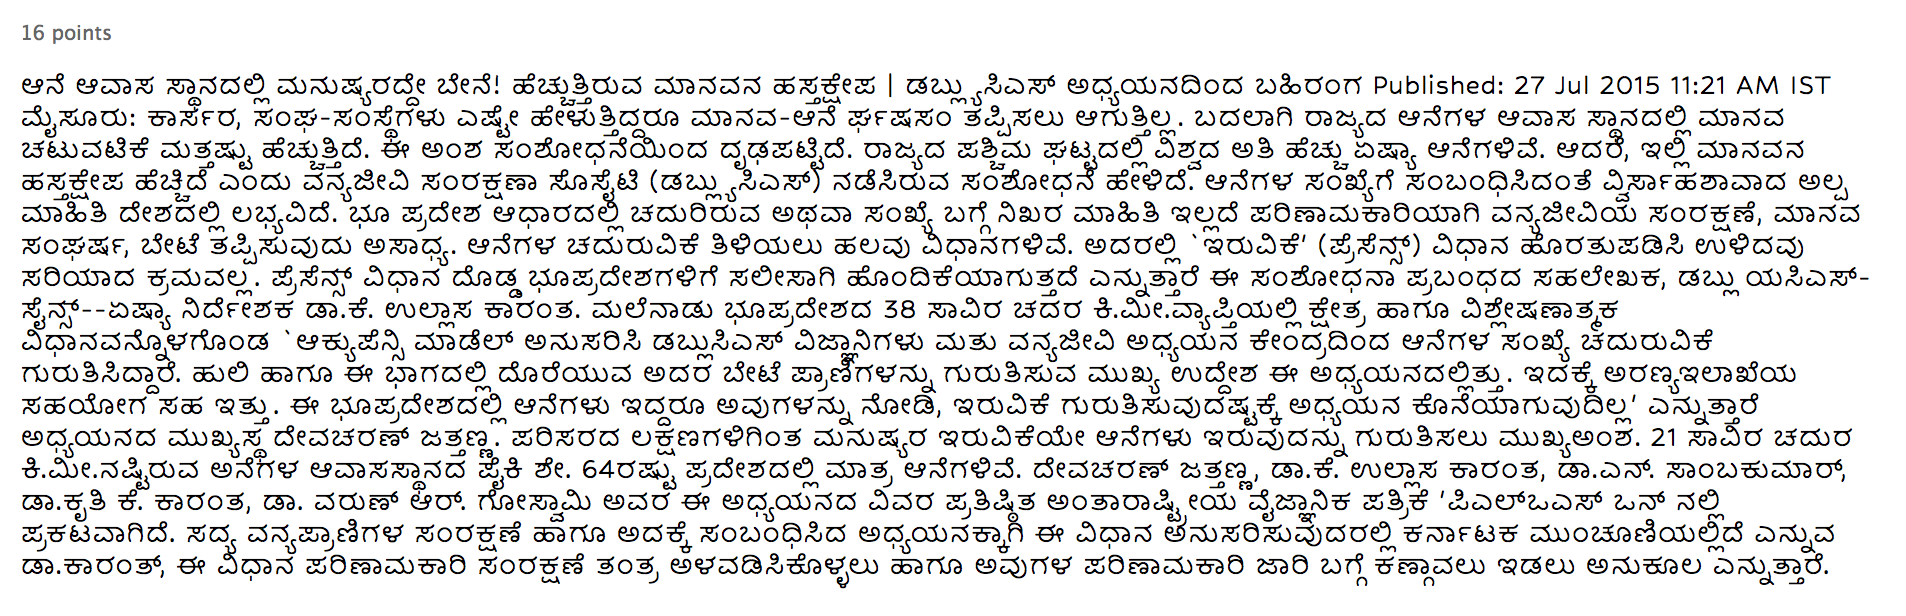 16 points
ಆನೆ ಆವಾಸ ಸ್ಥಾನದಲ್ಲಿ ಮನುಷ್ಯರದ್ದೇ ಬೇನೆ! ಹೆಚ್ಚುತ್ತಿರುವ ಮಾನವನ ಹಸ್ತಕ್ಷೇಪ | ಡಬ್ಲ್ಯುಸಿಎಸ್ ಅಧ್ಯಯನದಿಂದ ಬಹಿರಂಗ Published: 27 Jul 2015 11:21 AM IST
ಮೈಸೂರು: ಕಾರ್ಸರ, ಸಂಘ-ಸಂಸ್ಥೆಗಳು ಎಷ್ಟೇ ಹೇಳುತ್ತಿದ್ದರೂ ಮಾನವ-ಆನೆ ರ್ಘಷಸಂ ತಪ್ಪಿಸಲು ಆಗುತ್ತಿಲ್ಲ. ಬದಲಾಗಿ ರಾಜ್ಯದ ಆನೆಗಳ ಆವಾಸ ಸ್ಥಾನದಲ್ಲಿ ಮಾನವ
ಚಟುವಟಿಕೆ ಮತ್ತಷ್ಟು ಹೆಚ್ಚುತ್ತಿದೆ. ಈ ಅಂಶ ಸಂಶೋಧನೆಯಿಂದ ದೃಢಪಟ್ಟಿದೆ. ರಾಜ್ಯದ ಪಶ್ಚಿಮ ಘಟ್ಟದಲ್ಲಿ ವಿಶ್ವದ ಅತಿ ಹೆಚ್ಚು ಏಷ್ಯಾ ಆನೆಗಳಿವೆ. ಆದರೆ, ಇಲ್ಲಿ ಮಾನವನ
ಹಸ್ತಕ್ಷೇಪ ಹೆಚ್ಚಿದೆ ಎಂದು ವನ್ಯಜೀವಿ ಸಂರಕ್ಷಣಾ ಸೊಸೈಟಿ (ಡಬ್ಲ್ಯುಸಿಎಸ್) ನಡೆಸಿರುವ ಸಂಶೋಧನೆ ಹೇಳಿದೆ. ಆನೆಗಳ ಸಂಖ್ಯೆಗೆ ಸಂಬಂಧಿಸಿದಂತೆ ವ್ವಿರ್ಸಾಹಶಾವಾದ ಅಲ್ಪ
ಮಾಹಿತಿ ದೇಶದಲ್ಲಿ ಲಭ್ಯವಿದೆ. ಭೂ ಪ್ರದೇಶ ಆಧಾರದಲ್ಲಿ ಚದುರಿರುವ ಅಥವಾ ಸಂಖ್ಯೆ ಬಗ್ಗೆ ನಿಖರ ಮಾಹಿತಿ ಇಲ್ಲದೆ ಪರಿಣಾಮಕಾರಿಯಾಗಿ ವನ್ಯಜೀವಿಯ ಸಂರಕ್ಷಣೆ, ಮಾನವ
ಸಂಘರ್ಷ, ಬೇಟೆ ತಪ್ಪಿಸುವುದು ಅಸಾಧ್ಯ. ಆನೆಗಳ ಚದುರುವಿಕೆ ತಿಳಿಯಲು ಹಲವು ವಿಧಾನಗಳಿವೆ. ಅದರಲ್ಲಿ `ಇರುವಿಕೆ' (ಪ್ರೆಸೆನ್ಸ್) ವಿಧಾನ ಹೊರತುಪಡಿಸಿ ಉಳಿದವು
ಸರಿಯಾದ ಕ್ರಮವಲ್ಲ. ಪ್ರೆಸೆನ್ಸ್ ವಿಧಾನ ದೊಡ್ಡ ಭೂಪ್ರದೇಶಗಳಿಗೆ ಸಲೀಸಾಗಿ ಹೊಂದಿಕೆಯಾಗುತ್ತದೆ ಎನ್ನುತ್ತಾರೆ ಈ ಸಂಶೋಧನಾ ಪ್ರಬಂಧದ ಸಹಲೇಖಕ, ಡಬ್ಲುಯಸಿಎಸ್-
ಸೈನ್ಸ್--ಏಷ್ಯಾ ನಿರ್ದೇಶಕ ಡಾ.ಕೆ. ಉಲ್ಲಾಸ ಕಾರಂತ. ಮಲೆನಾಡು ಭೂಪ್ರದೇಶದ 38 ಸಾವಿರ ಚದರ ಕಿ.ಮೀ.ವ್ಯಾಪ್ತಿಯಲ್ಲಿ ಕ್ಷೇತ್ರ ಹಾಗೂ ವಿಶ್ಲೇಷಣಾತ್ಮಕ
ವಿಧಾನವನ್ನೊಳಗೊಂಡ `ಆಕ್ಯುಪೆನ್ಸಿ ಮಾಡೆಲ್ ಅನುಸರಿಸಿ ಡಬ್ಲುಸಿಎಸ್ ವಿಜ್ಞಾನಿಗಳು ಮತು ವನ್ಯಜೀವಿ ಅಧ್ಯಯನ ಕೇಂದ್ರದಿಂದ ಆನೆಗಳ ಸಂಖ್ಯೆ ಚದುರುವಿಕೆ
ಗುರುತಿಸಿದ್ದಾರೆ. ಹುಲಿ ಹಾಗೂ ಈ ಭಾಗದಲ್ಲಿ ದೊರೆಯುವ ಅದರ ಬೇಟೆ ಪ್ರಾಣಿಗಳನ್ನು ಗುರುತಿಸುವ ಮುಖ್ಯ ಉದ್ದೇಶ ಈ ಅಧ್ಯಯನದಲ್ಲಿತ್ತು. ಇದಕ್ಕೆ ಅರಣ್ಯಇಲಾಖೆಯ
ಸಹಯೋಗ ಸಹ ಇತ್ತು. ಈ ಭೂಪ್ರದೇಶದಲ್ಲಿ ಆನೆಗಳು ಇದ್ದರೂ ಅವುಗಳನ್ನು ನೋಡಿ, ಇರುವಿಕೆ ಗುರುತಿಸುವುದಷ್ಟಕ್ಕೆ ಅಧ್ಯಯನ ಕೊನೆಯಾಗುವುದಿಲ್ಲ' ಎನ್ನುತ್ತಾರೆ
ಅಧ್ಯಯನದ ಮುಖ್ಯಸ್ಥ ದೇವಚರಣ್ ಜತ್ತಣ್ಣ. ಪರಿಸರದ ಲಕ್ಷಣಗಳಿಗಿಂತ ಮನುಷ್ಯರ ಇರುವಿಕೆಯೇ ಆನೆಗಳು ಇರುವುದನ್ನು ಗುರುತಿಸಲು ಮುಖ್ಯಅಂಶ. 21 ಸಾವಿರ ಚದುರ
ಕಿ.ಮೀ.ನಷ್ಟಿರುವ ಅನೆಗಳ ಆವಾಸಸ್ಥಾನದ ಪೈಕಿ ಶೇ. 64ರಷ್ಟು ಪ್ರದೇಶದಲ್ಲಿ ಮಾತ್ರ ಆನೆಗಳಿವೆ. ದೇವಚರಣ್ ಜತ್ತಣ್ಣ, ಡಾ.ಕೆ. ಉಲ್ಲಾಸ ಕಾರಂತ, ಡಾ.ಎನ್. ಸಾಂಬಕುಮಾರ್,
ಡಾ.ಕೃತಿ ಕೆ. ಕಾರಂತ, ಡಾ. ವರುಣ್ ಆರ್. ಗೋಸ್ವಾಮಿ ಅವರ ಈ ಅಧ್ಯಯನದ ವಿವರ ಪ್ರತಿಷ್ಠಿತ ಅಂತಾರಾಷ್ಟ್ರೀಯ ವೈಜ್ಞಾನಿಕ ಪತ್ರಿಕೆ 'ಪಿಎಲ್ಒಎಸ್ ಒನ್ ನಲ್ಲಿ
ಪ್ರಕಟವಾಗಿದೆ. ಸದ್ಯ ವನ್ಯಪ್ರಾಣಿಗಳ ಸಂರಕ್ಷಣೆ ಹಾಗೂ ಅದಕ್ಕೆ ಸಂಬಂಧಿಸಿದ ಅಧ್ಯಯನಕ್ಕಾಗಿ ಈ ವಿಧಾನ ಅನುಸರಿಸುವುದರಲ್ಲಿ ಕರ್ನಾಟಕ ಮುಂಚೂಣಿಯಲ್ಲಿದೆ ಎನ್ನುವ
ಡಾ.ಕಾರಂತ್, ಈ ವಿಧಾನ ಪರಿಣಾಮಕಾರಿ ಸಂರಕ್ಷಣೆ ತಂತ್ರ ಅಳವಡಿಸಿಕೊಳ್ಳಲು ಹಾಗೂ ಅವುಗಳ ಪರಿಣಾಮಕಾರಿ ಜಾರಿ ಬಗ್ಗೆ ಕಣ್ಗಾವಲು ಇಡಲು ಅನುಕೂಲ ಎನ್ನುತ್ತಾರೆ.